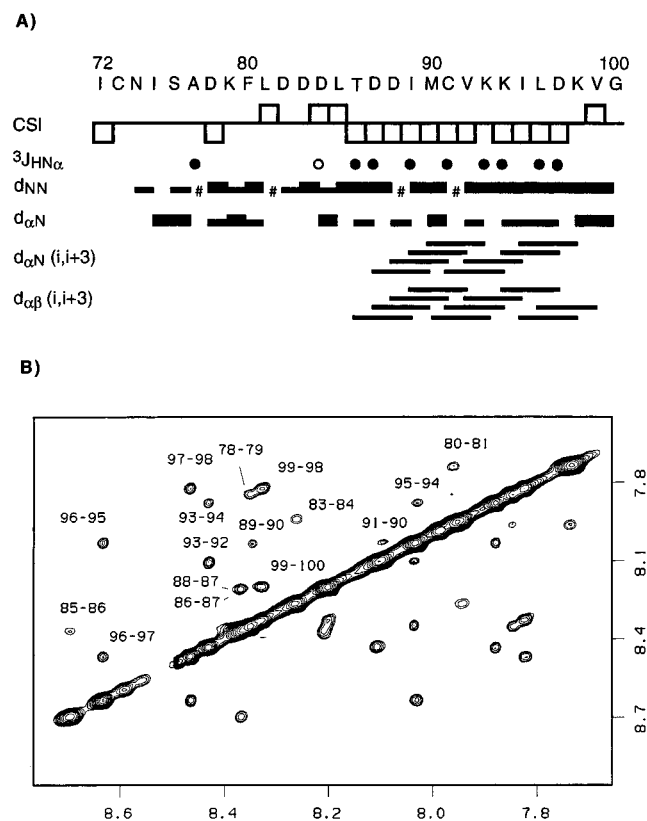 A)
72 80 90 100
I C N I S A D K F L D D D L T D D I M C V K K I L D K V G
CSI
³JHNα
dNN # # # #
dαN
dαN (i,i+3)
dαβ (i,i+3)
B)
80-81
78-79
97-98 99-98
95-94
83-84
93-94
96-95 89-90 91-90
93-92
99-100
88-87
86-87
85-86
96-97
7.8
8.1
8.4
8.7
8.6 8.4 8.2 8.0 7.8